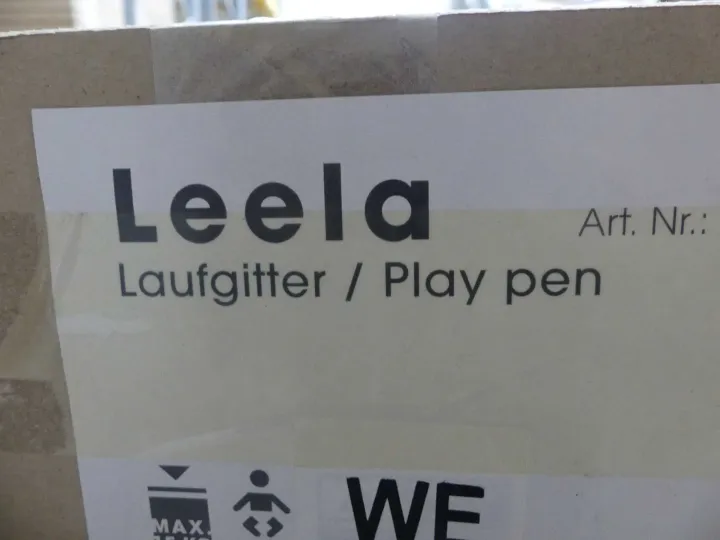 Leela
Art. Nr.:
Laufgitter / Play pen
MAX.
WE